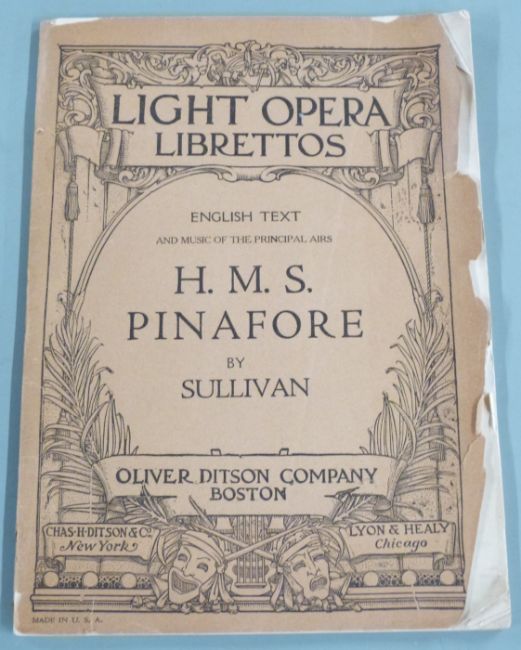 LIGHT OPERA
LIBRETTOS
ENGLISH TEXT
AND MUSIC OF THE PRINCIPAL AIRS
H. M. S.
PINAFORE
BY
SULLIVAN
OLIVER DITSON COMPANY
BOSTON
CHAS·H·DITSON & Co.
New York
LYON & HEALY
Chicago
MADE IN U. S. A.